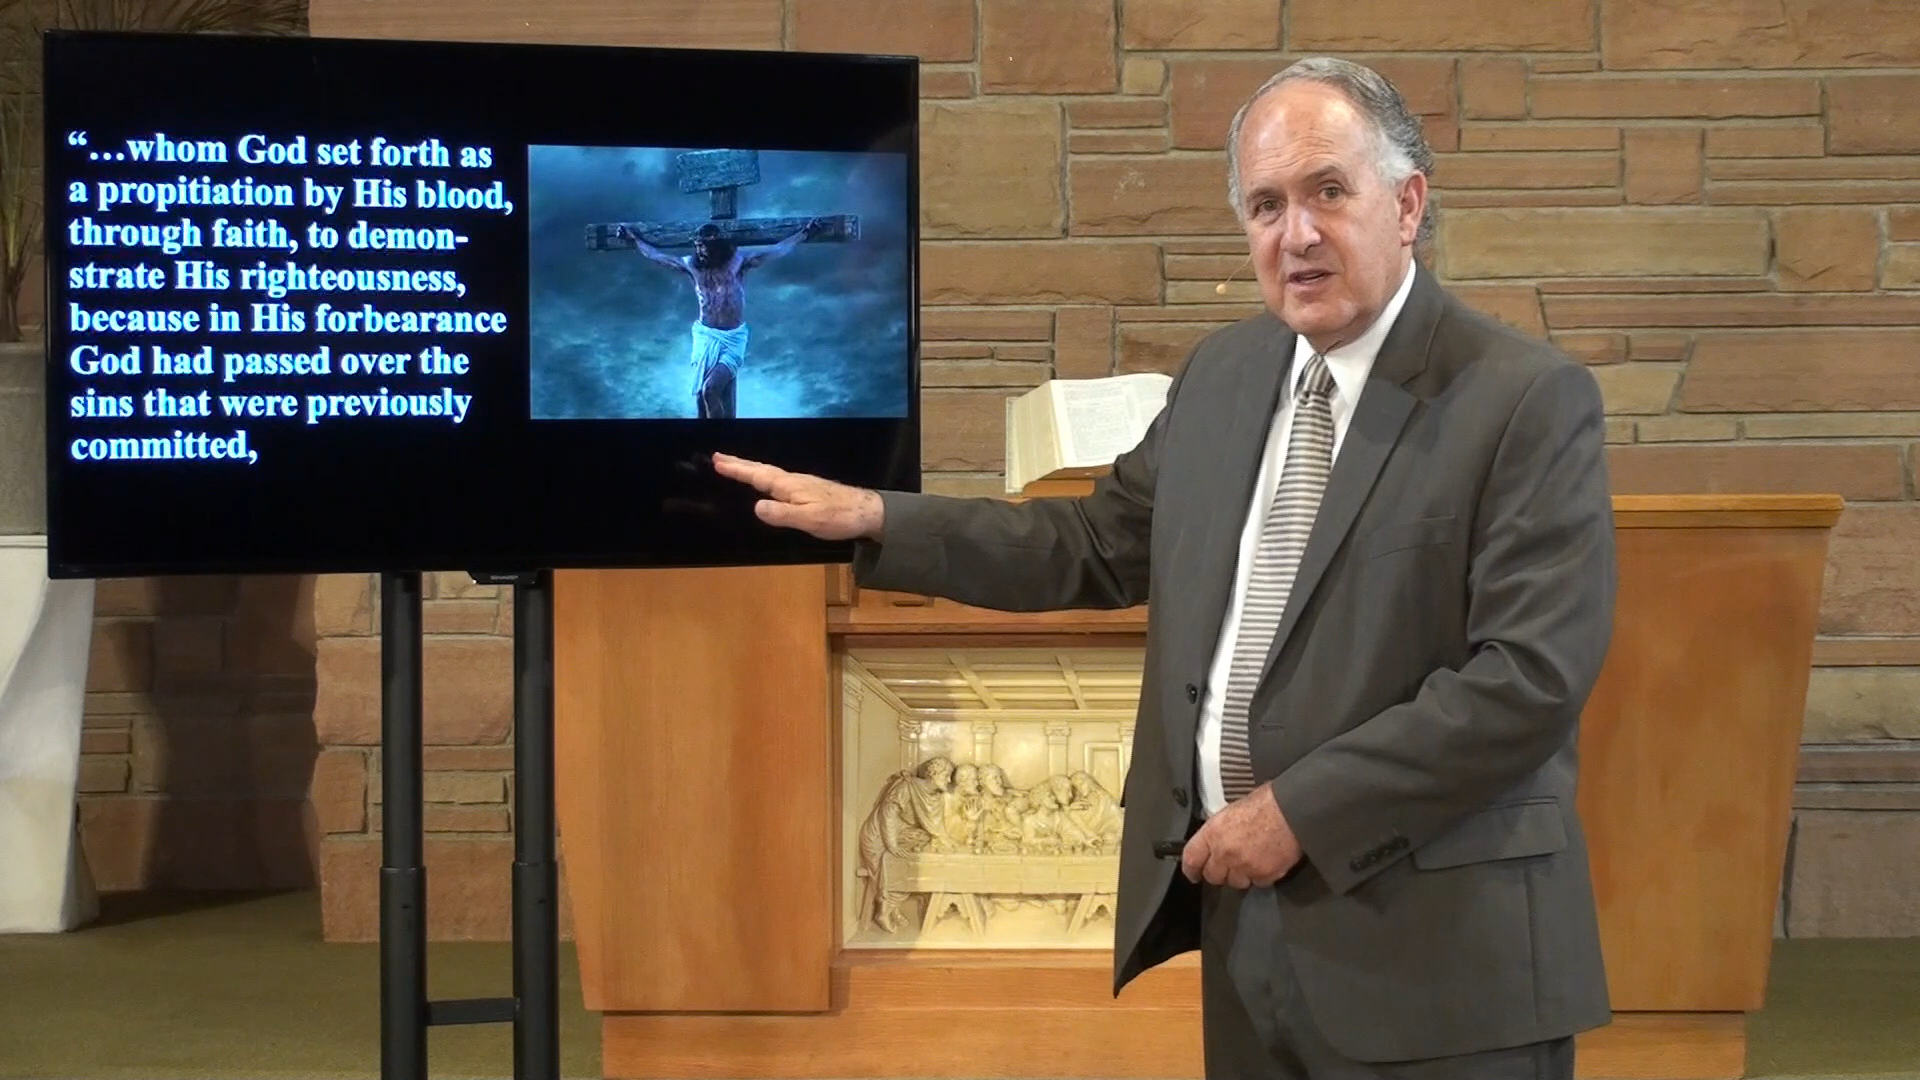 “…whom God set forth as
a propitiation by His blood,
through faith, to demon-
strate His righteousness,
because in His forbearance
God had passed over the
sins that were previously
committed,
SHARP